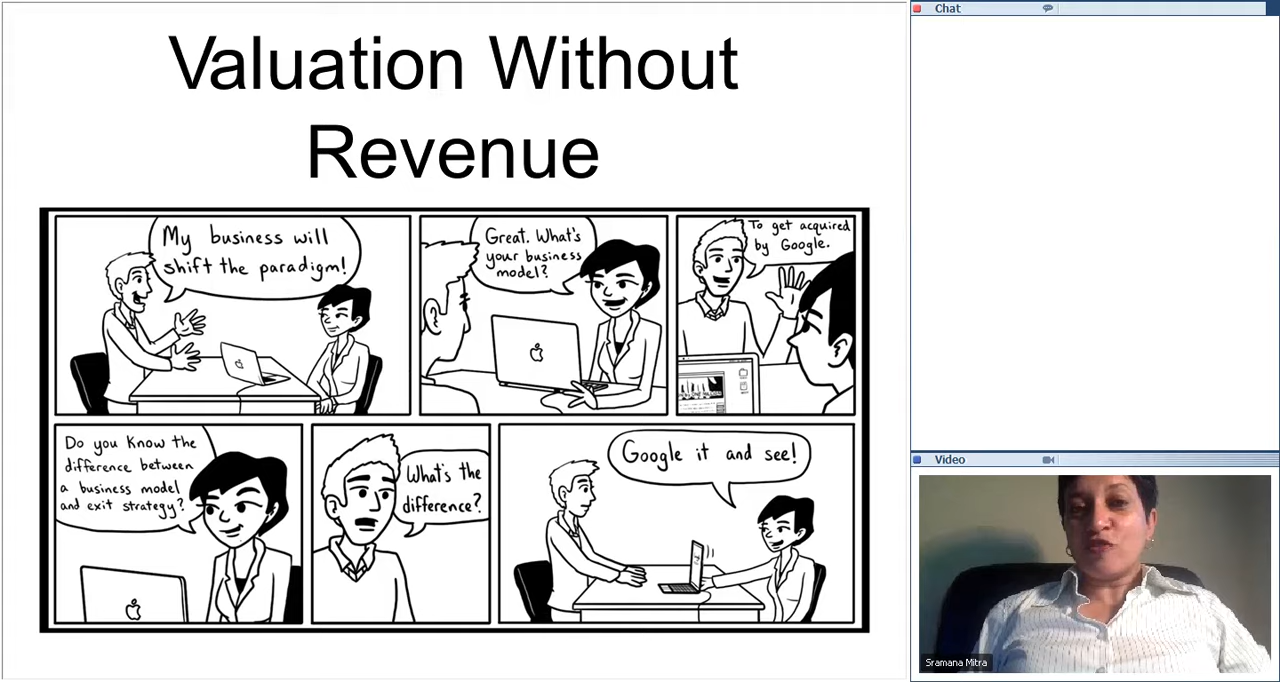 Valuation Without
Revenue
My business will
shift the paradigm!
Great. What's
your business
model?
To get acquired
by Google.
Do you Know the
difference between
a business model
and exit strategy?
What's the
difference?
Google it and see!
Chat
Video
Sramana Mitra